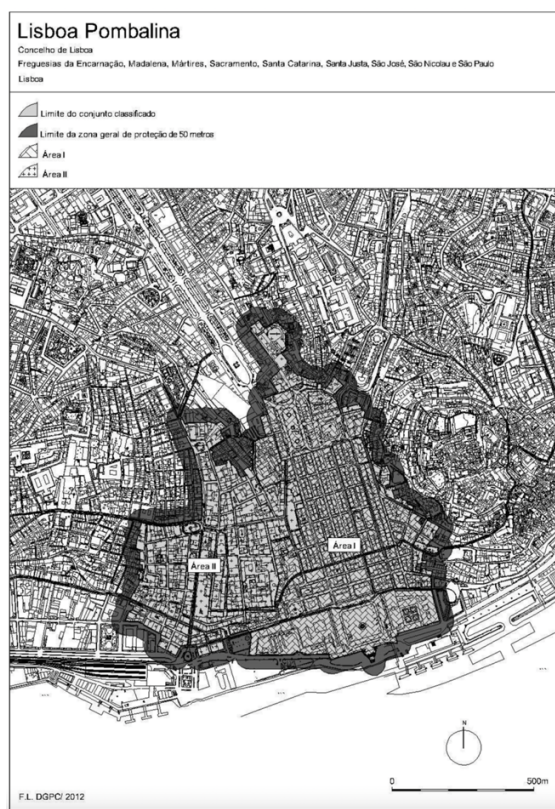 Lisboa Pombalina
Concelho de Lisboa
Freguesias da Encarnação, Madalena, Mártires, Sacramento, Santa Catarina, Santa Justa, São José, São Nicolau e São Paulo
Lisboa
Limite do conjunto classificado
Limite da zona geral de proteção de 50 metros
Área I
Área II
Área I
Área II
N
0 500m
F.L. DGPC/ 2012